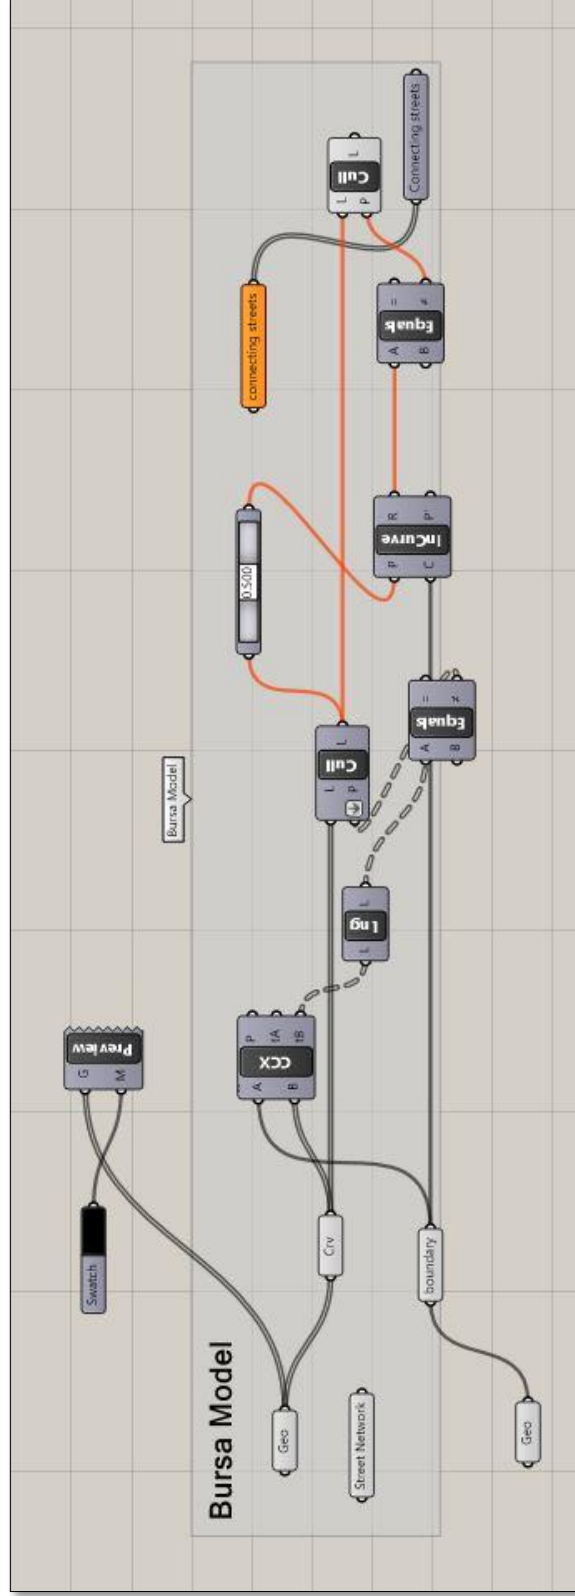 Swatch
G
M
Preview
Bursa Model
Bursa Model
Geo
Crv
A
B
CCX
P
tA
tB
0.500
connecting streets
Street Network
L
Lng
L
L
P
Cull
L
L
P
Cull
L
boundary
A
B
Equals
=
≠
P
C
InCurve
R
P'
A
B
Equals
=
≠
Connecting streets
Geo